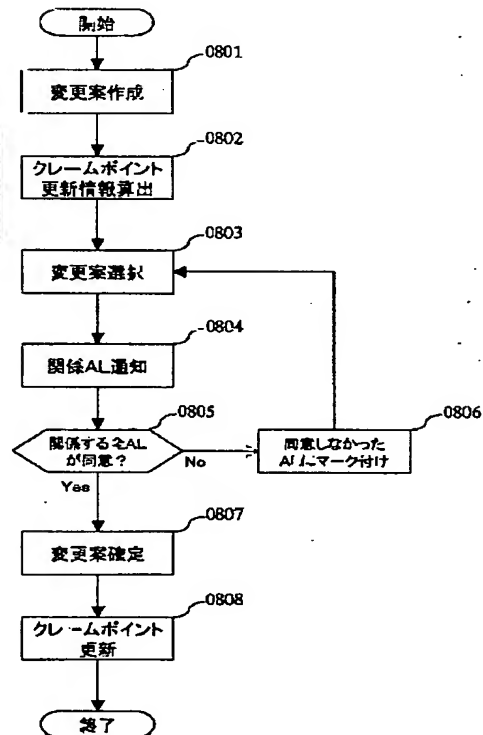 開始
0801
変更案作成
0802
クレームポイント
更新情報算出
0803
変更案選択
0804
関係AL通知
0805
関係する全AL
が同意?
No
0806
同意しなかった
ALにマーク付け
Yes
0807
変更案確定
0808
クレームポイント
更新
終了